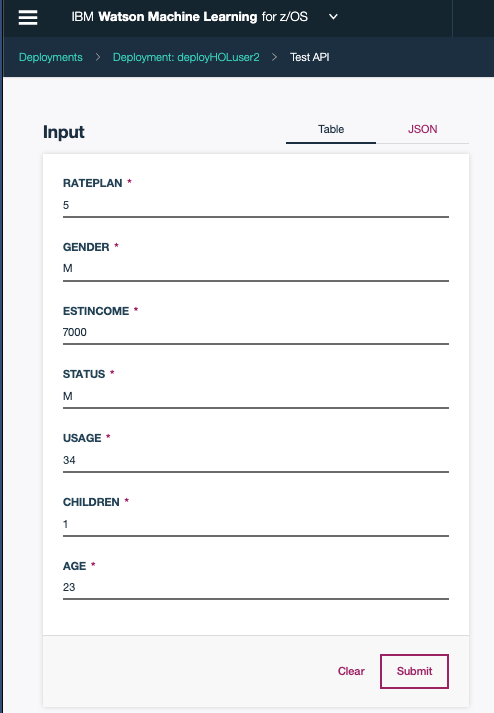 IBM Watson Machine Learning for z/OS
Deployments > Deployment: deployHOLuser2 > Test API
Input
Table JSON
RATEPLAN *
5
GENDER *
M
ESTINCOME *
7000
STATUS *
M
USAGE *
34
CHILDREN *
1
AGE *
23
Clear Submit